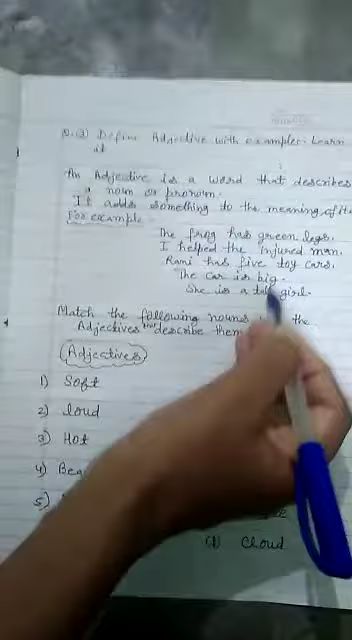 Q.③ Define Adjective with examples. Learn
it
An Adjective is a word that describes
a noun or pronoun.
It adds something to the meaning of its
For example -
The frog has green legs.
I helped the injured man.
Rani has five toy cars.
The car is big.
She is a tall girl.
Match the following nouns the
Adjectives describe them
Adjectives
1) Soft
2) loud
3) Hot
4) Bea
5)
Cloud